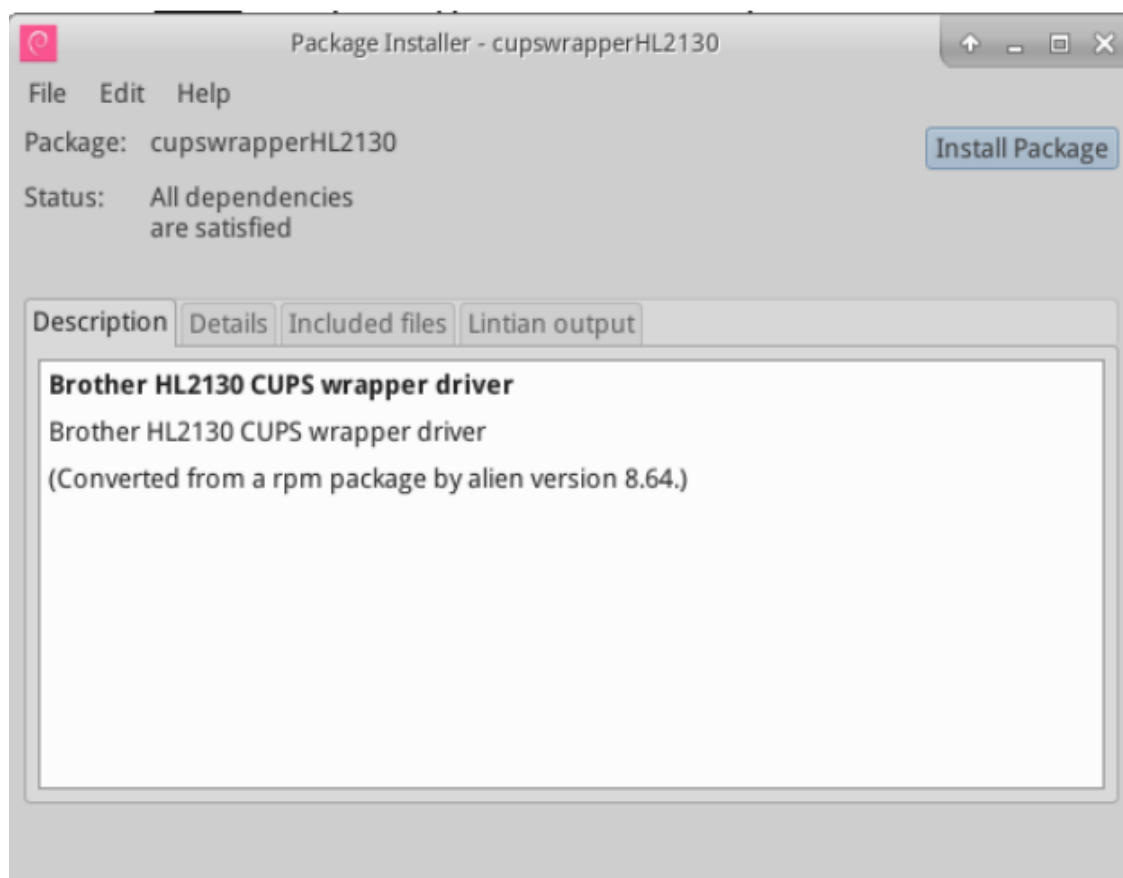 Package Installer - cupswrapperHL2130
File Edit Help
Package: cupswrapperHL2130
Install Package
Status: All dependencies
are satisfied
Description Details Included files Lintian output
Brother HL2130 CUPS wrapper driver
Brother HL2130 CUPS wrapper driver
(Converted from a rpm package by alien version 8.64.)